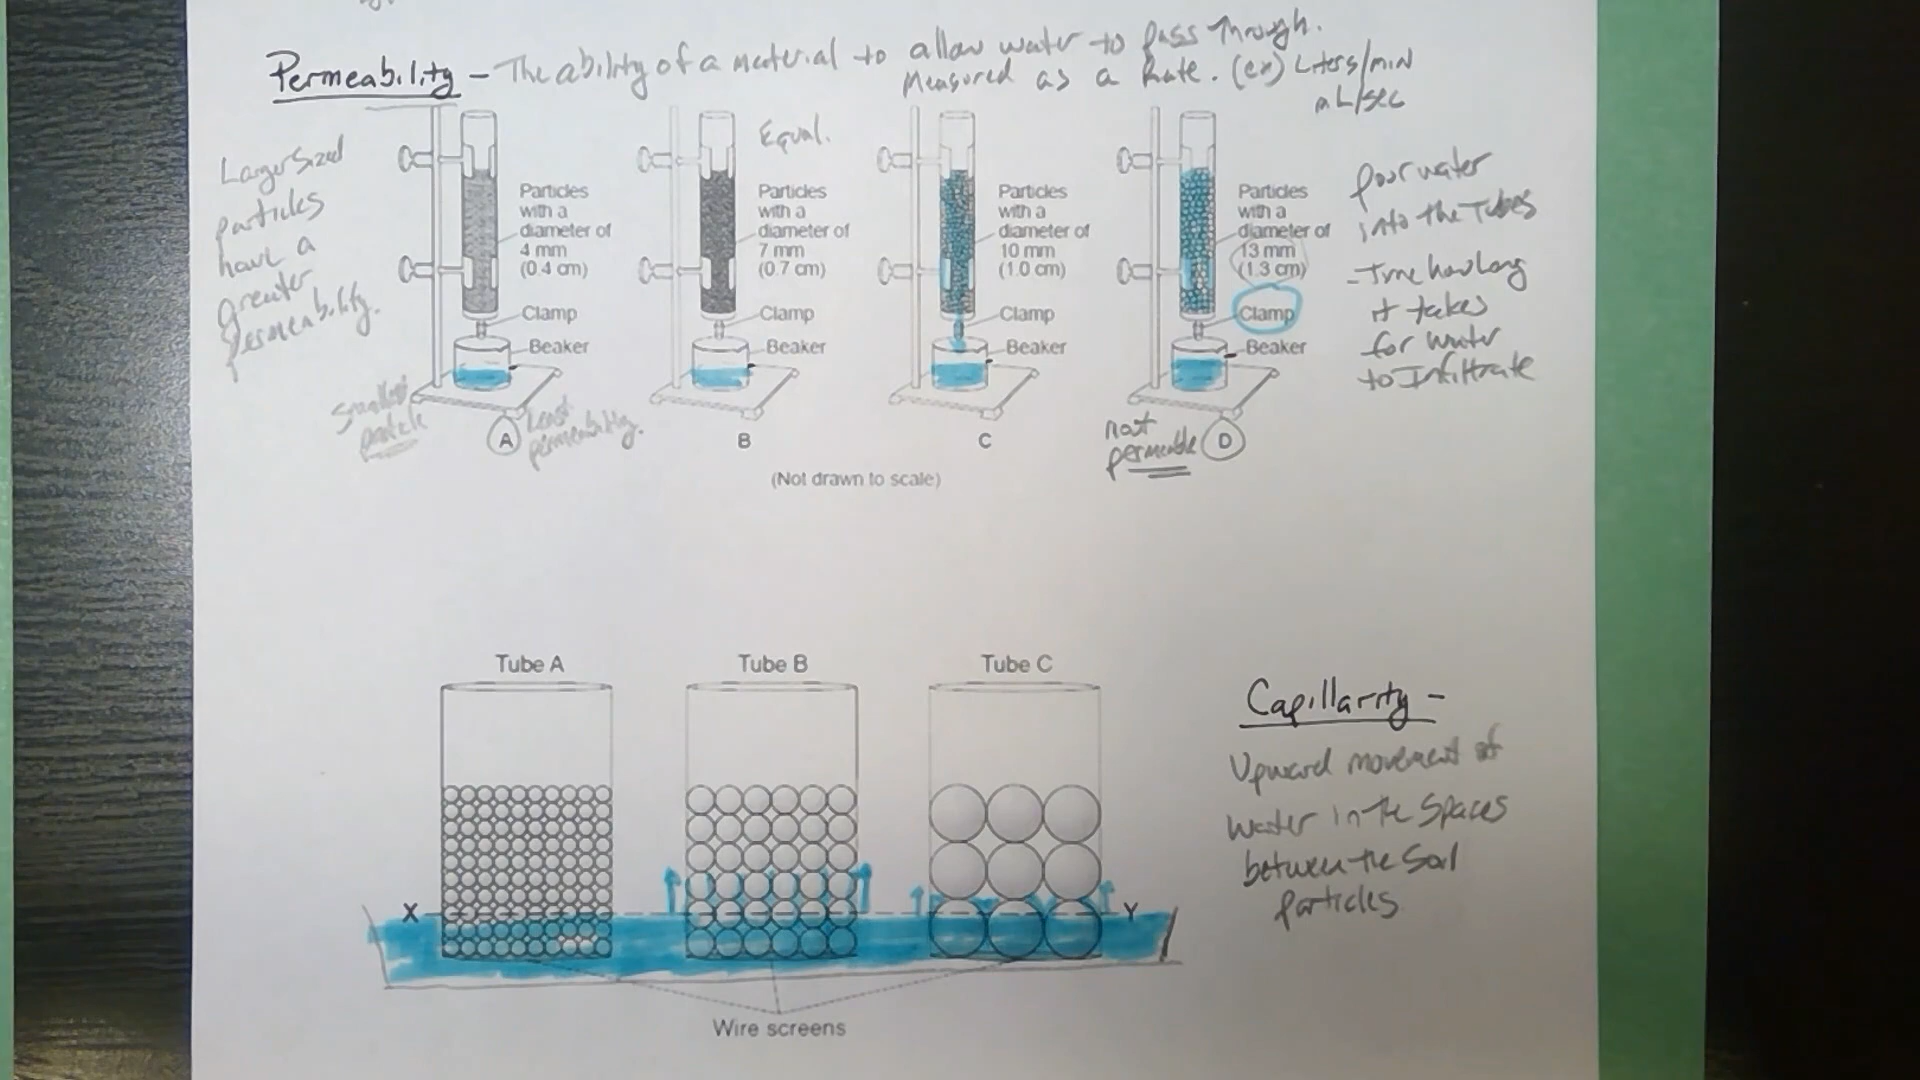 Permeability - The ability of a material to allow water to pass through.
Measured as a Rate. (ex) Liters/min
mL/sec
Larger sized
particles
have a
greater
permeability.
Equal.
Particles
with a
diameter of
4 mm
(0.4 cm)
Clamp
Beaker
Particles
with a
diameter of
7 mm
(0.7 cm)
Clamp
Beaker
Particles
with a
diameter of
10 mm
(1.0 cm)
Clamp
Beaker
Particles
with a
diameter of
13 mm
(1.3 cm)
Clamp
Beaker
pour water
into the Tubes
- Time how long
it takes
for water
to Infiltrate
Smallest
particle
A
Least
permeability.
B
C
most
permeable
D
(Not drawn to scale)
Tube A
Tube B
Tube C
X
Y
Wire screens
Capillarity -
Upward movement of
water in the spaces
between the soil
particles